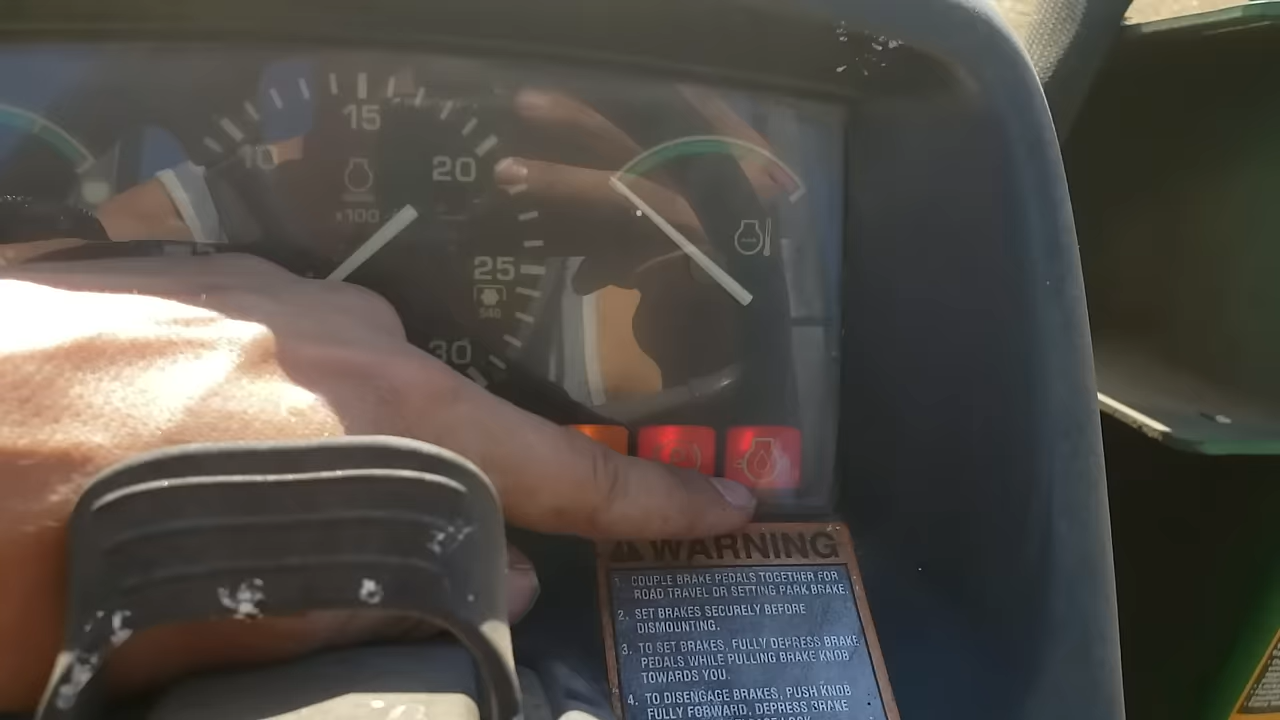 15
10
20
×100
25
540
30
WARNING
1. COUPLE BRAKE PEDALS TOGETHER FOR
ROAD TRAVEL OR SETTING PARK BRAKE.
2. SET BRAKES SECURELY BEFORE
DISMOUNTING.
3. TO SET BRAKES, FULLY DEPRESS BRAKE
PEDALS WHILE PULLING BRAKE KNOB
TOWARDS YOU.
4. TO DISENGAGE BRAKES, PUSH KNOB
FULLY FORWARD, DEPRESS BRAKE